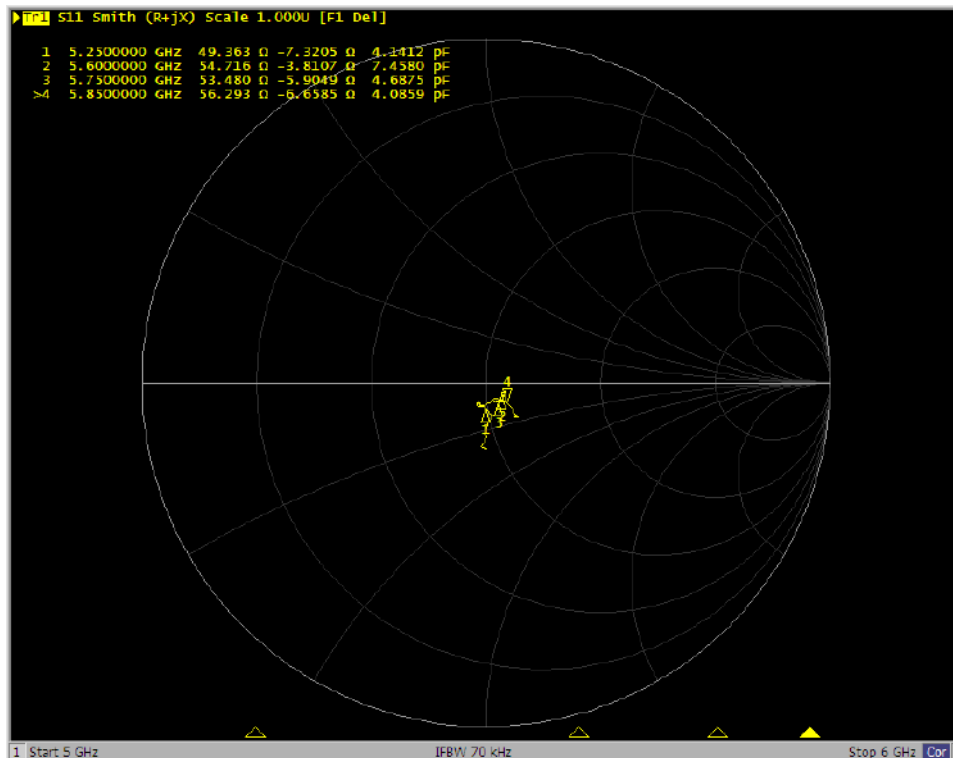 Tr1 S11 Smith (R+jX) Scale 1.000U [F1 Del]
1 5.2500000 GHz 49.363 Ω -7.3205 Ω 4.1412 pF
2 5.6000000 GHz 54.716 Ω -3.8107 Ω 7.4580 pF
3 5.7500000 GHz 53.480 Ω -5.9049 Ω 4.6875 pF
>4 5.8500000 GHz 56.293 Ω -6.6585 Ω 4.0859 pF
4
1
3
1 Start 5 GHz IFBW 70 kHz Stop 6 GHz Cor